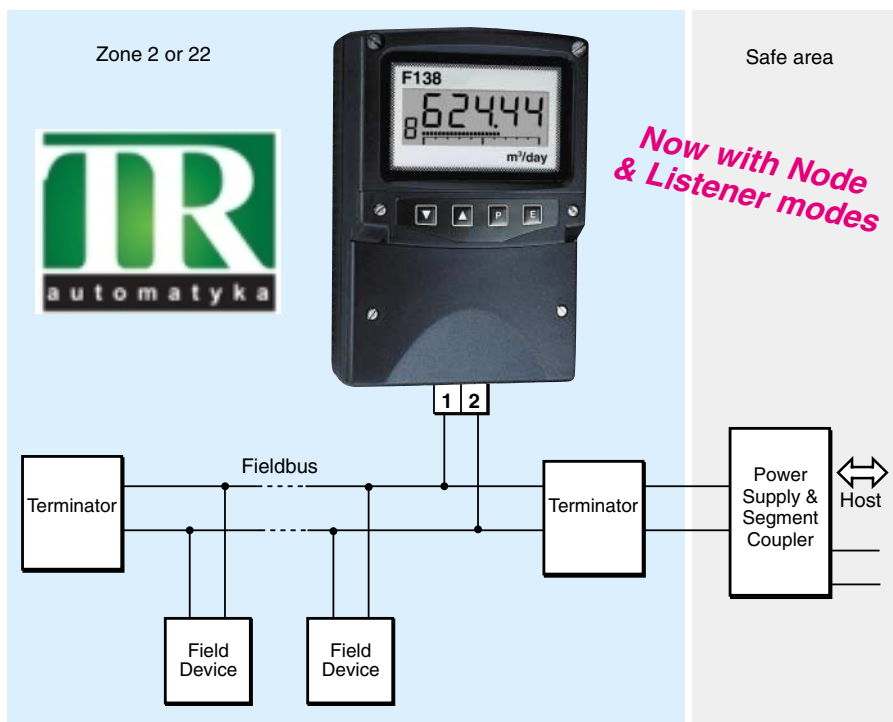 Zone 2 or 22
Safe area
F138
8 624.44
m³/day
P E
TR
automatyka
Now with Node
& Listener modes
1 2
Fieldbus
Terminator
Terminator
Power
Supply &
Segment
Coupler
Host
Field
Device
Field
Device